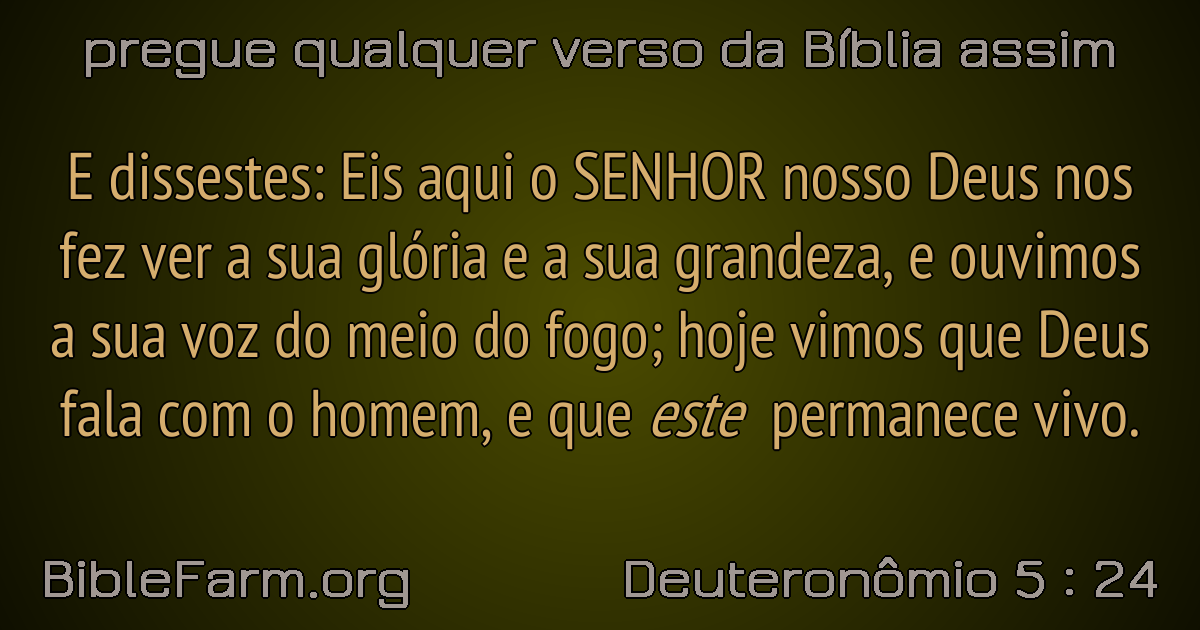 pregue qualquer verso da Bíblia assim
E dissestes: Eis aqui o SENHOR nosso Deus nos
fez ver a sua glória e a sua grandeza, e ouvimos
a sua voz do meio do fogo; hoje vimos que Deus
fala com o homem, e que este permanece vivo.
BibleFarm.org
Deuteronômio 5 : 24